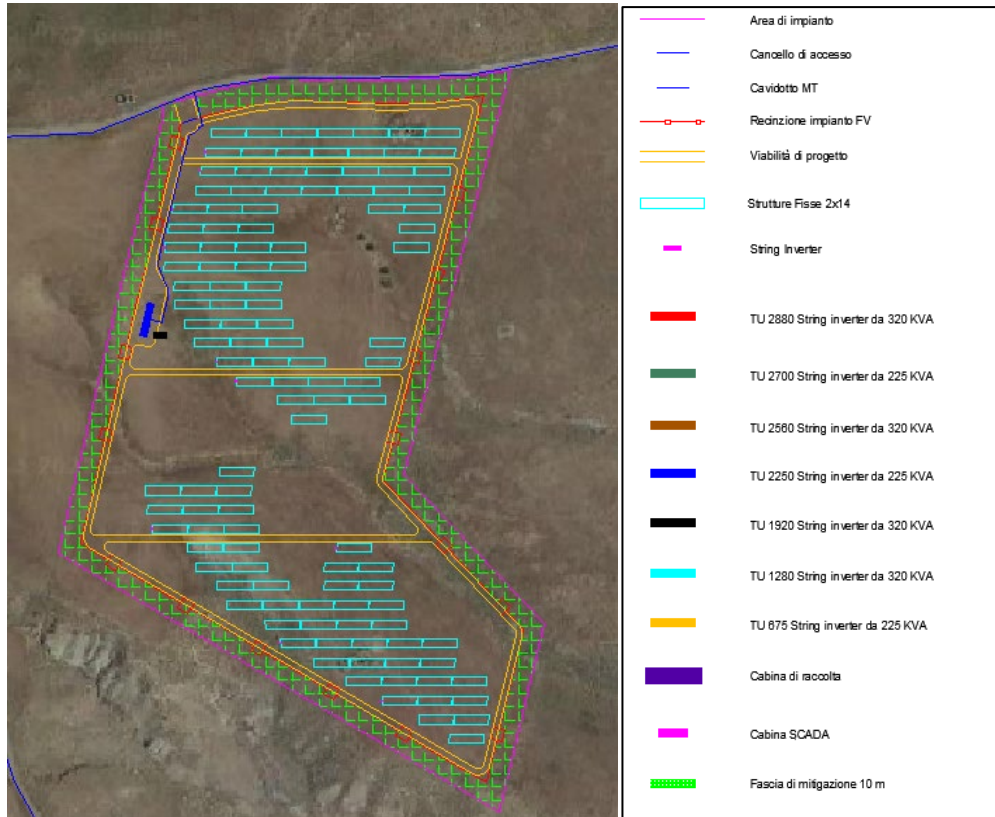 Area di impianto
Cancello di accesso
Cavidotto MT
Recinzione impianto FV
Viabilità di progetto
Strutture Fisse 2x14
String Inverter
TU 2880 String inverter da 320 KVA
TU 2700 String inverter da 225 KVA
TU 2560 String inverter da 320 KVA
TU 2250 String inverter da 225 KVA
TU 1920 String inverter da 320 KVA
TU 1280 String inverter da 320 KVA
TU 675 String inverter da 225 KVA
Cabina di raccolta
Cabina SCADA
Fascia di mitigazione 10 m